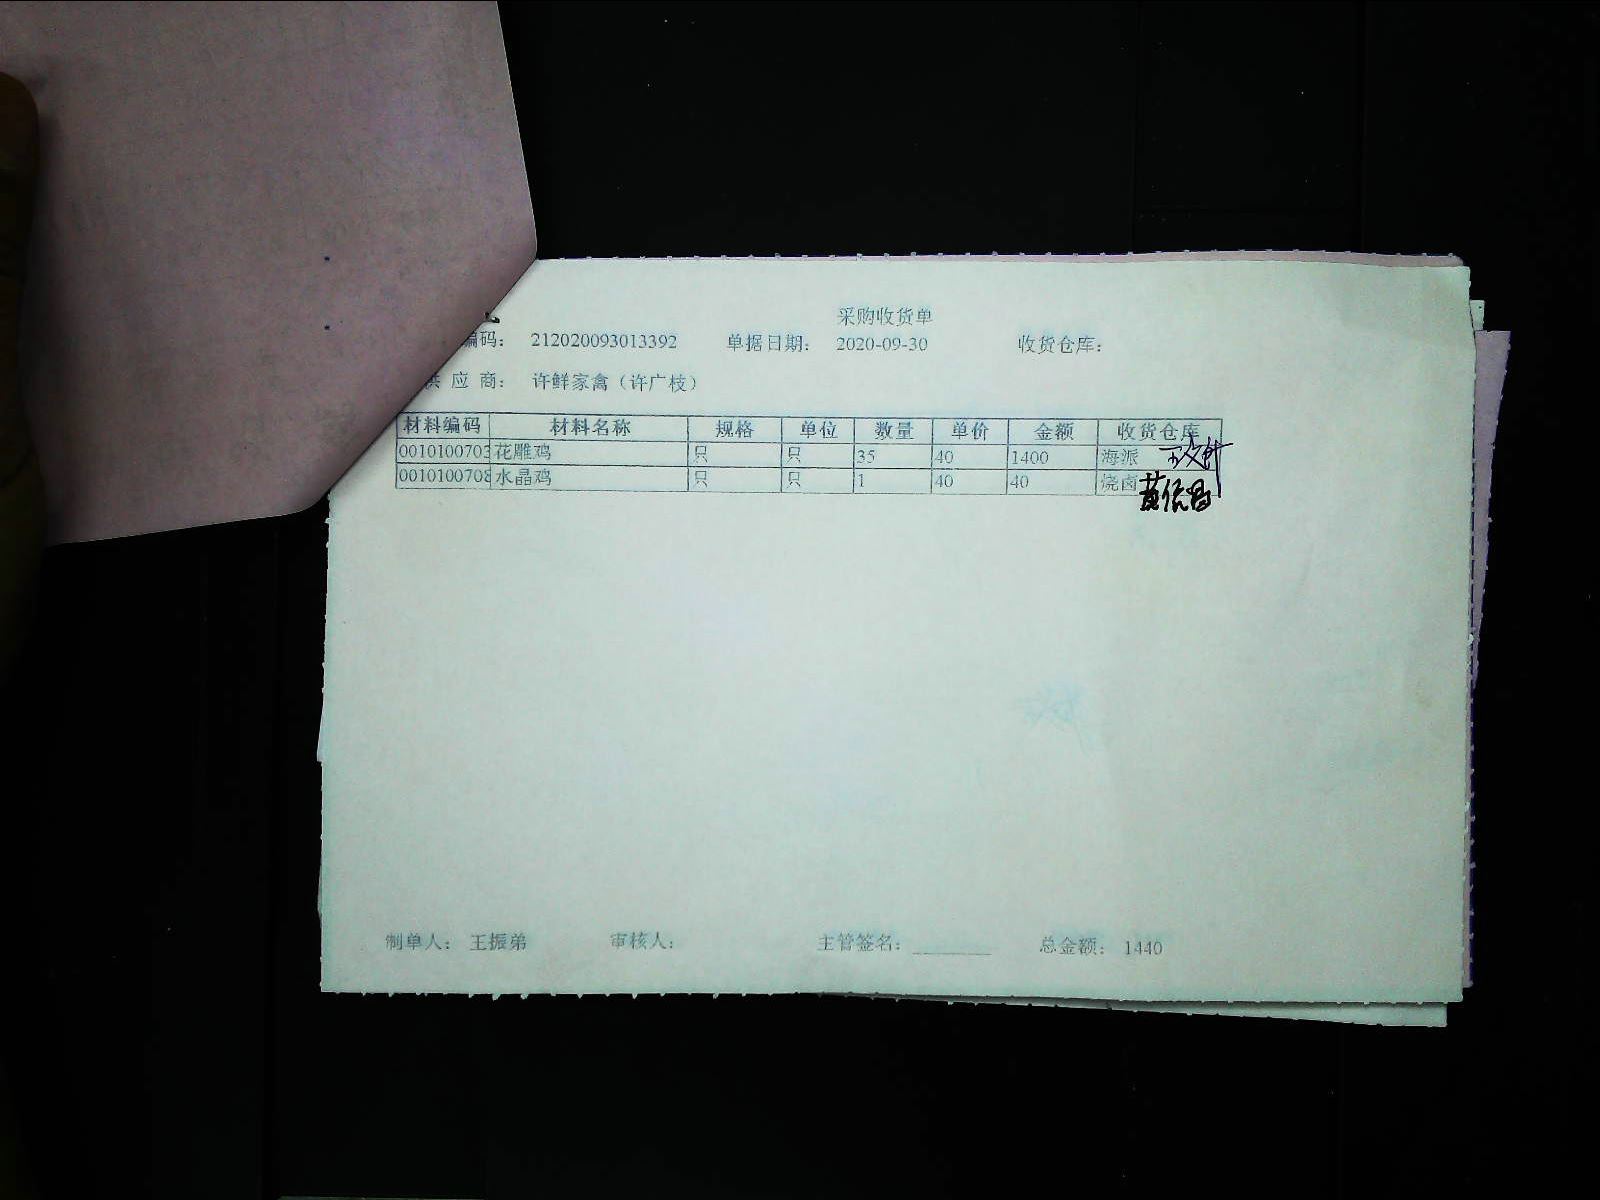 采购收货单
编码： 212020093013392 单据日期： 2020-09-30 收货仓库：
供 应 商： 许鲜家禽（许广枝）
材料编码 材料名称 规格 单位 数量 单价 金额 收货仓库
0010100703 花雕鸡 只 只 35 40 1400 海派
0010100708 水晶鸡 只 只 1 40 40 烧卤
制单人： 王振弟 审核人： 主管签名： 总金额： 1440